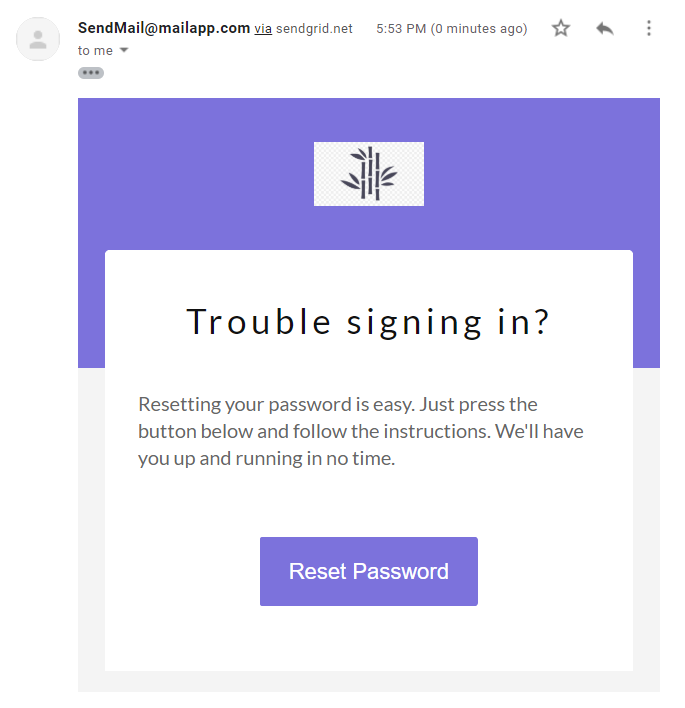 SendMail@mailapp.com via sendgrid.net 5:53 PM (0 minutes ago)
to me
Trouble signing in?
Resetting your password is easy. Just press the
button below and follow the instructions. We'll have
you up and running in no time.
Reset Password